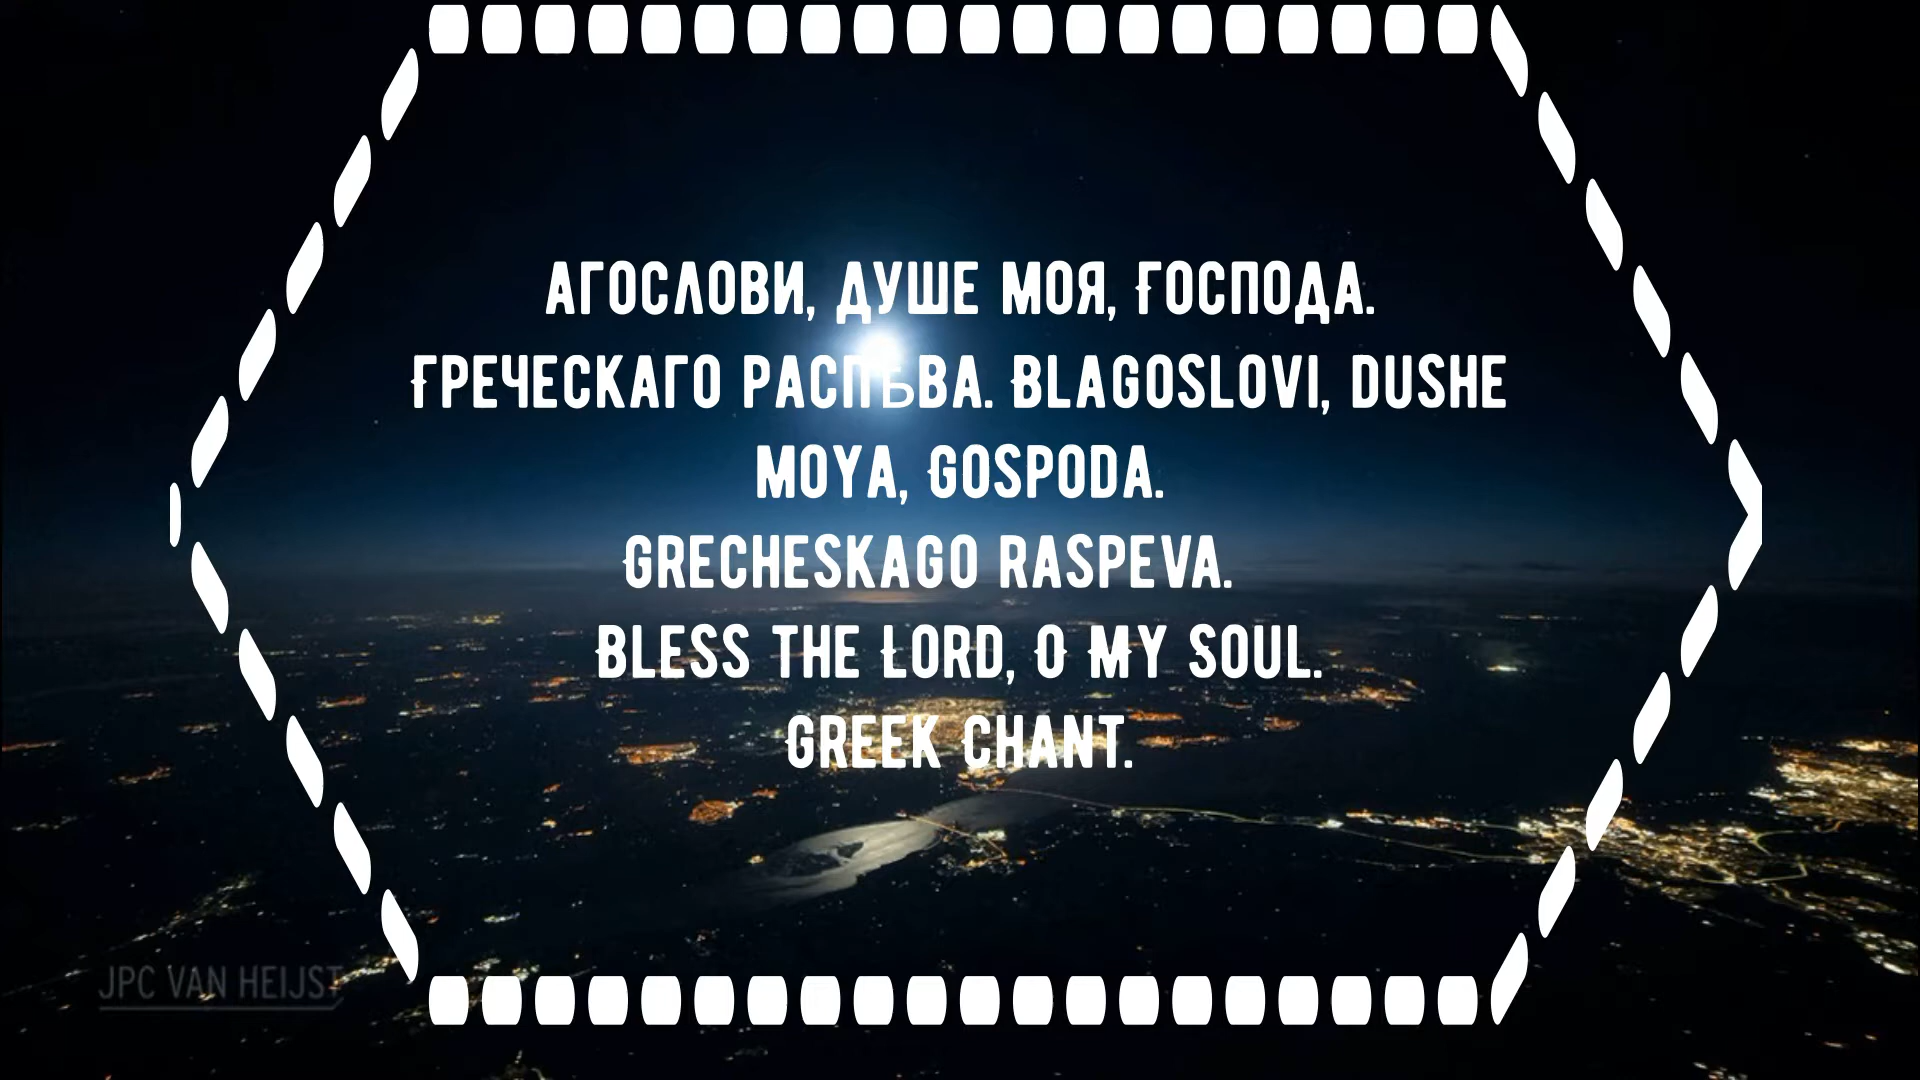 агослови, душе моя, Господа.
Греческаго распѣва. Blagoslovi, dushe
moya, Gospoda.
Grecheskago raspeva.
Bless the Lord, O My Soul.
Greek Chant.
JPC VAN HEIJST